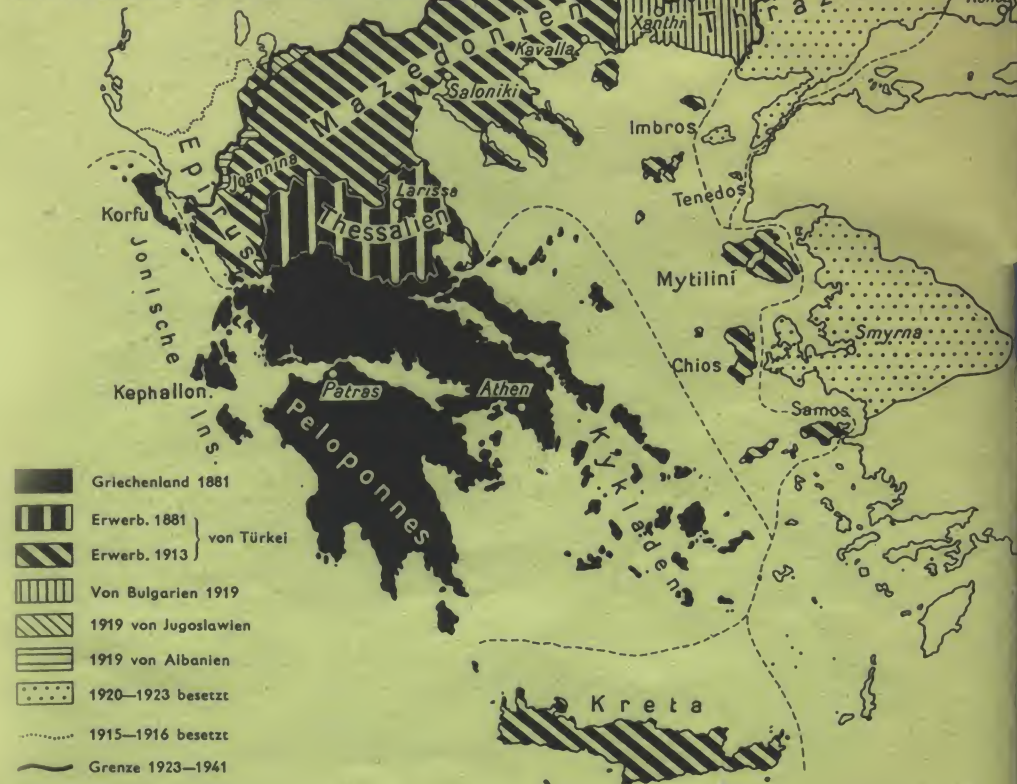 Mazedonien
Xanthi
Thraz
Kavalla
Saloniki
Imbros
Epirus
Joannina
Larissa
Tenedos
Korfu
Thessalien
Jonische Ins.
Mytilini
Smyrna
Chios
Kephallon.
Patras
Athen
Samos
Peloponnes
Kykladen
Griechenland 1881
Erwerb. 1881
von Türkei
Erwerb. 1913
Von Bulgarien 1919
1919 von Jugoslawien
1919 von Albanien
1920—1923 besetzt
Kreta
1915—1916 besetzt
Grenze 1923—1941